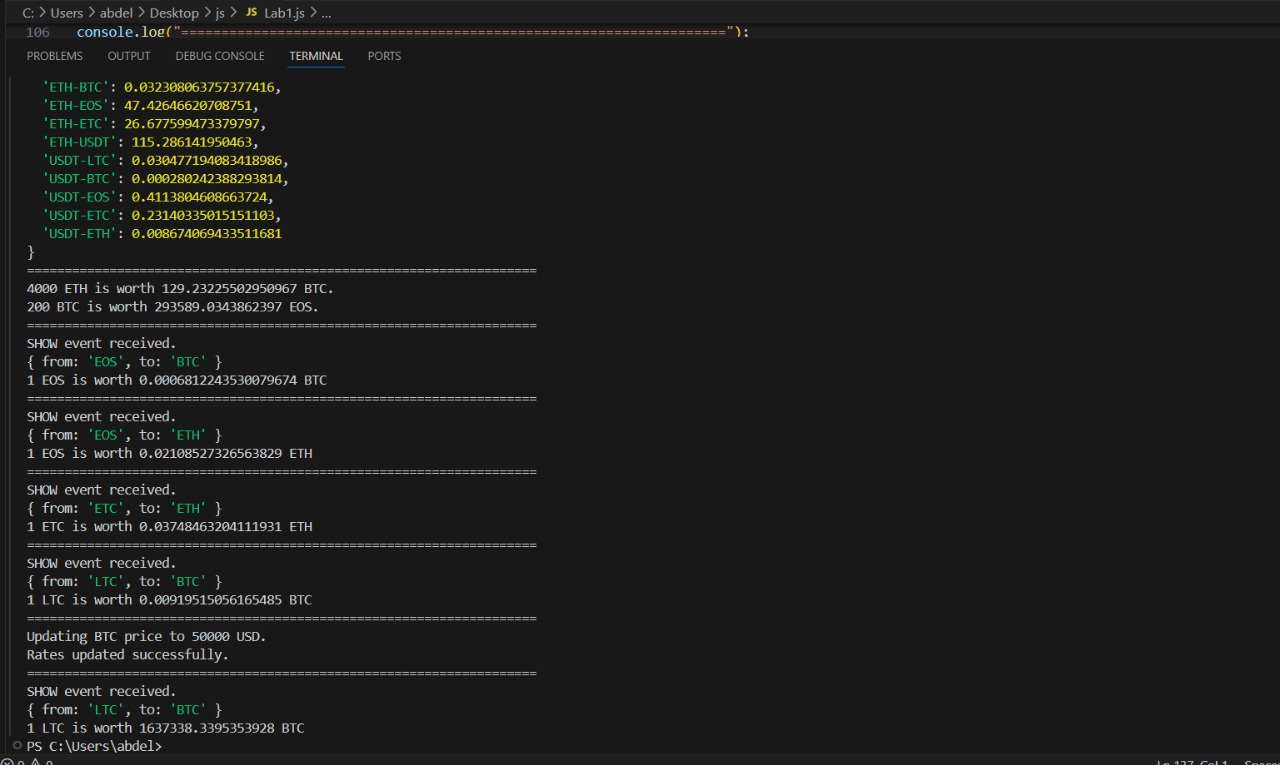 C: > Users > abdel > Desktop > js > JS Lab1.js > ...
106 console.log("====================================================================");
PROBLEMS OUTPUT DEBUG CONSOLE TERMINAL PORTS
'ETH-BTC': 0.032308063757377416,
'ETH-EOS': 47.42646620708751,
'ETH-ETC': 26.677599473379797,
'ETH-USDT': 115.286141950463,
'USDT-LTC': 0.030477194083418986,
'USDT-BTC': 0.000280242388293814,
'USDT-EOS': 0.4113804608663724,
'USDT-ETC': 0.23140335015151103,
'USDT-ETH': 0.008674069433511681
}
====================================================================
4000 ETH is worth 129.23225502950967 BTC.
200 BTC is worth 293589.0343862397 EOS.
====================================================================
SHOW event received.
{ from: 'EOS', to: 'BTC' }
1 EOS is worth 0.0006812243530079674 BTC
====================================================================
SHOW event received.
{ from: 'EOS', to: 'ETH' }
1 EOS is worth 0.02108527326563829 ETH
====================================================================
SHOW event received.
{ from: 'ETC', to: 'ETH' }
1 ETC is worth 0.03748463204111931 ETH
====================================================================
SHOW event received.
{ from: 'LTC', to: 'BTC' }
1 LTC is worth 0.00919515056165485 BTC
====================================================================
Updating BTC price to 50000 USD.
Rates updated successfully.
====================================================================
SHOW event received.
{ from: 'LTC', to: 'BTC' }
1 LTC is worth 1637338.3395353928 BTC
PS C:\Users\abdel>
0 0 Ln 137, Col 1